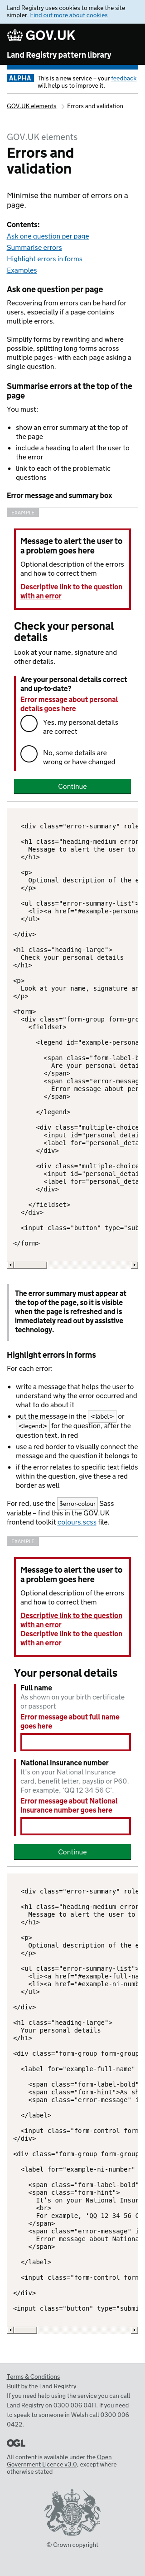 Land Registry uses cookies to make the site
simpler. Find out more about cookies
GOV.UK
Land Registry pattern library
ALPHA
This is a new service – your feedback
will help us to improve it.
GOV.UK elements
Errors and validation
GOV.UK elements
Errors and
validation
Minimise the number of errors on a
page.
Contents:
Ask one question per page
Summarise errors
Highlight errors in forms
Examples
Ask one question per page
Recovering from errors can be hard for
users, especially if a page contains
multiple errors.
Simplify forms by rewriting and where
possible, splitting long forms across
multiple pages - with each page asking a
single question.
Summarise errors at the top of the
page
You must:
show an error summary at the top of
the page
include a heading to alert the user to
the error
link to each of the problematic
questions
Error message and summary box
EXAMPLE
Message to alert the user to
a problem goes here
Optional description of the errors
and how to correct them
Descriptive link to the question
with an error
Check your personal
details
Look at your name, signature and
other details.
Are your personal details correct
and up-to-date?
Error message about personal
details goes here
Yes, my personal details
are correct
No, some details are
wrong or have changed
Continue
<div class="error-summary" role
<h1 class="heading-medium error
Message to alert the user to
</h1>
<p>
Optional description of the e
</p>
<ul class="error-summary-list">
<li><a href="#example-persona
</ul>
</div>
<h1 class="heading-large">
Check your personal details
</h1>
<p>
Look at your name, signature an
</p>
<form>
<div class="form-group form-gro
<fieldset>
<legend id="example-persona
<span class="form-label-b
Are your personal detai
</span>
<span class="error-messag
Error message about per
</span>
</legend>
<div class="multiple-choice
<input id="personal_detai
<label for="personal_deta
</div>
<div class="multiple-choice
<input id="personal_detai
<label for="personal_deta
</div>
</fieldset>
</div>
<input class="button" type="sub
</form>
The error summary must appear at
the top of the page, so it is visible
when the page is refreshed and is
immediately read out by assistive
technology.
Highlight errors in forms
For each error:
write a message that helps the user to
understand why the error occurred and
what to do about it
put the message in the <label> or
<legend> for the question, after the
question text, in red
use a red border to visually connect the
message and the question it belongs to
if the error relates to specific text fields
within the question, give these a red
border as well
For red, use the $error-colour Sass
variable – find this in the GOV.UK
frontend toolkit colours.scss file.
EXAMPLE
Message to alert the user to
a problem goes here
Optional description of the errors
and how to correct them
Descriptive link to the question
with an error
Descriptive link to the question
with an error
Your personal details
Full name
As shown on your birth certificate
or passport
Error message about full name
goes here
National Insurance number
It's on your National Insurance
card, benefit letter, payslip or P60.
For example, 'QQ 12 34 56 C'.
Error message about National
Insurance number goes here
Continue
<div class="error-summary" role
<h1 class="heading-medium error
Message to alert the user to
</h1>
<p>
Optional description of the e
</p>
<ul class="error-summary-list">
<li><a href="#example-full-na
<li><a href="#example-ni-numb
</ul>
</div>
<h1 class="heading-large">
Your personal details
</h1>
<div class="form-group form-group
<label for="example-full-name"
<span class="form-label-bold"
<span class="form-hint">As sh
<span class="error-message" i
</label>
<input class="form-control form
</div>
<div class="form-group form-group
<label for="example-ni-number"
<span class="form-label-bold"
<span class="form-hint">
It's on your National Insur
<br>
For example, 'QQ 12 34 56 C
</span>
<span class="error-message" i
Error message about Nationa
</span>
</label>
<input class="form-control form
</div>
<input class="button" type="submi
</form>
Terms & Conditions
Built by the Land Registry
If you need help using the service you can call
Land Registry on 0300 006 0411. If you need
to speak to someone in Welsh call 0300 006
0422.
OGL
All content is available under the Open
Government Licence v3.0, except where
otherwise stated
© Crown copyright